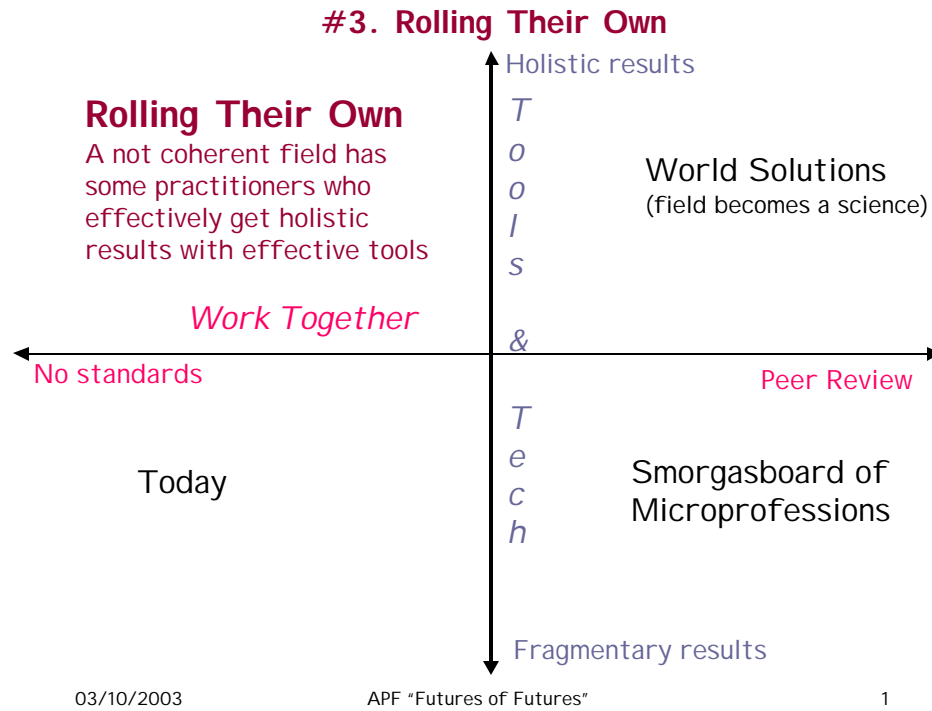 #3. Rolling Their Own
Holistic results
Rolling Their Own
A not coherent field has
some practitioners who
effectively get holistic
results with effective tools
Tools & Tech
World Solutions
(field becomes a science)
Work Together
No standards
Peer Review
Today
Smorgasboard of
Microprofessions
Fragmentary results
03/10/2003
APF “Futures of Futures”
1